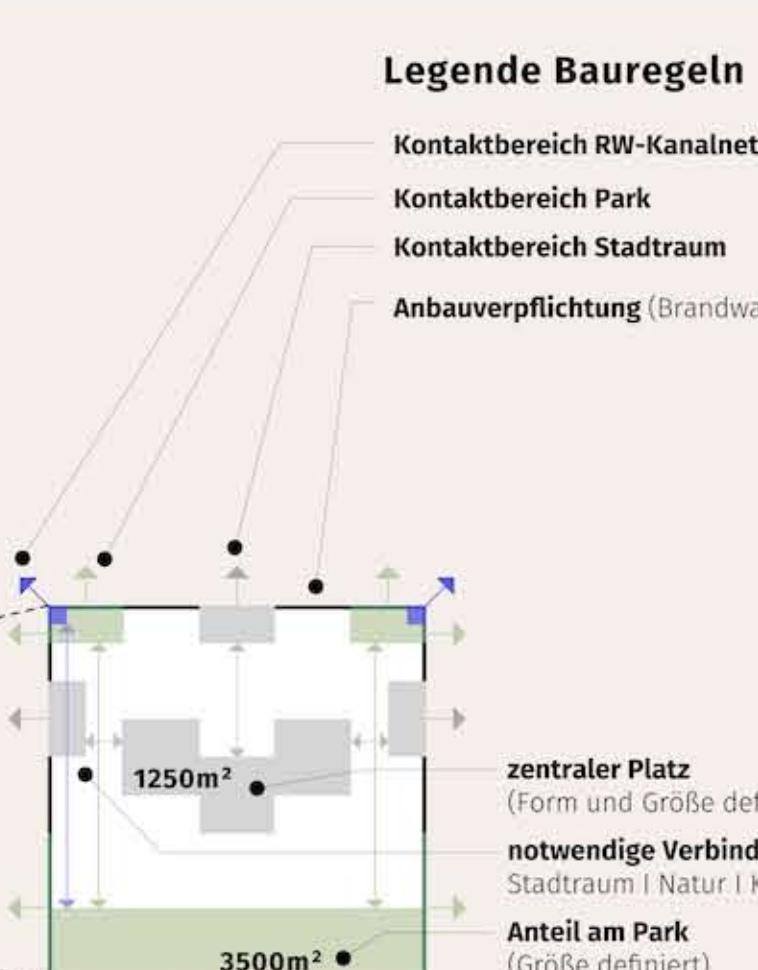 Legende Bauregeln
Kontaktbereich RW-Kanalnet
Kontaktbereich Park
Kontaktbereich Stadtraum
Anbauverpflichtung (Brandwa
1250m²
zentraler Platz
(Form und Größe def
notwendige Verbind
Stadtraum I Natur I K
Anteil am Park
3500m²
(Größe definiert)